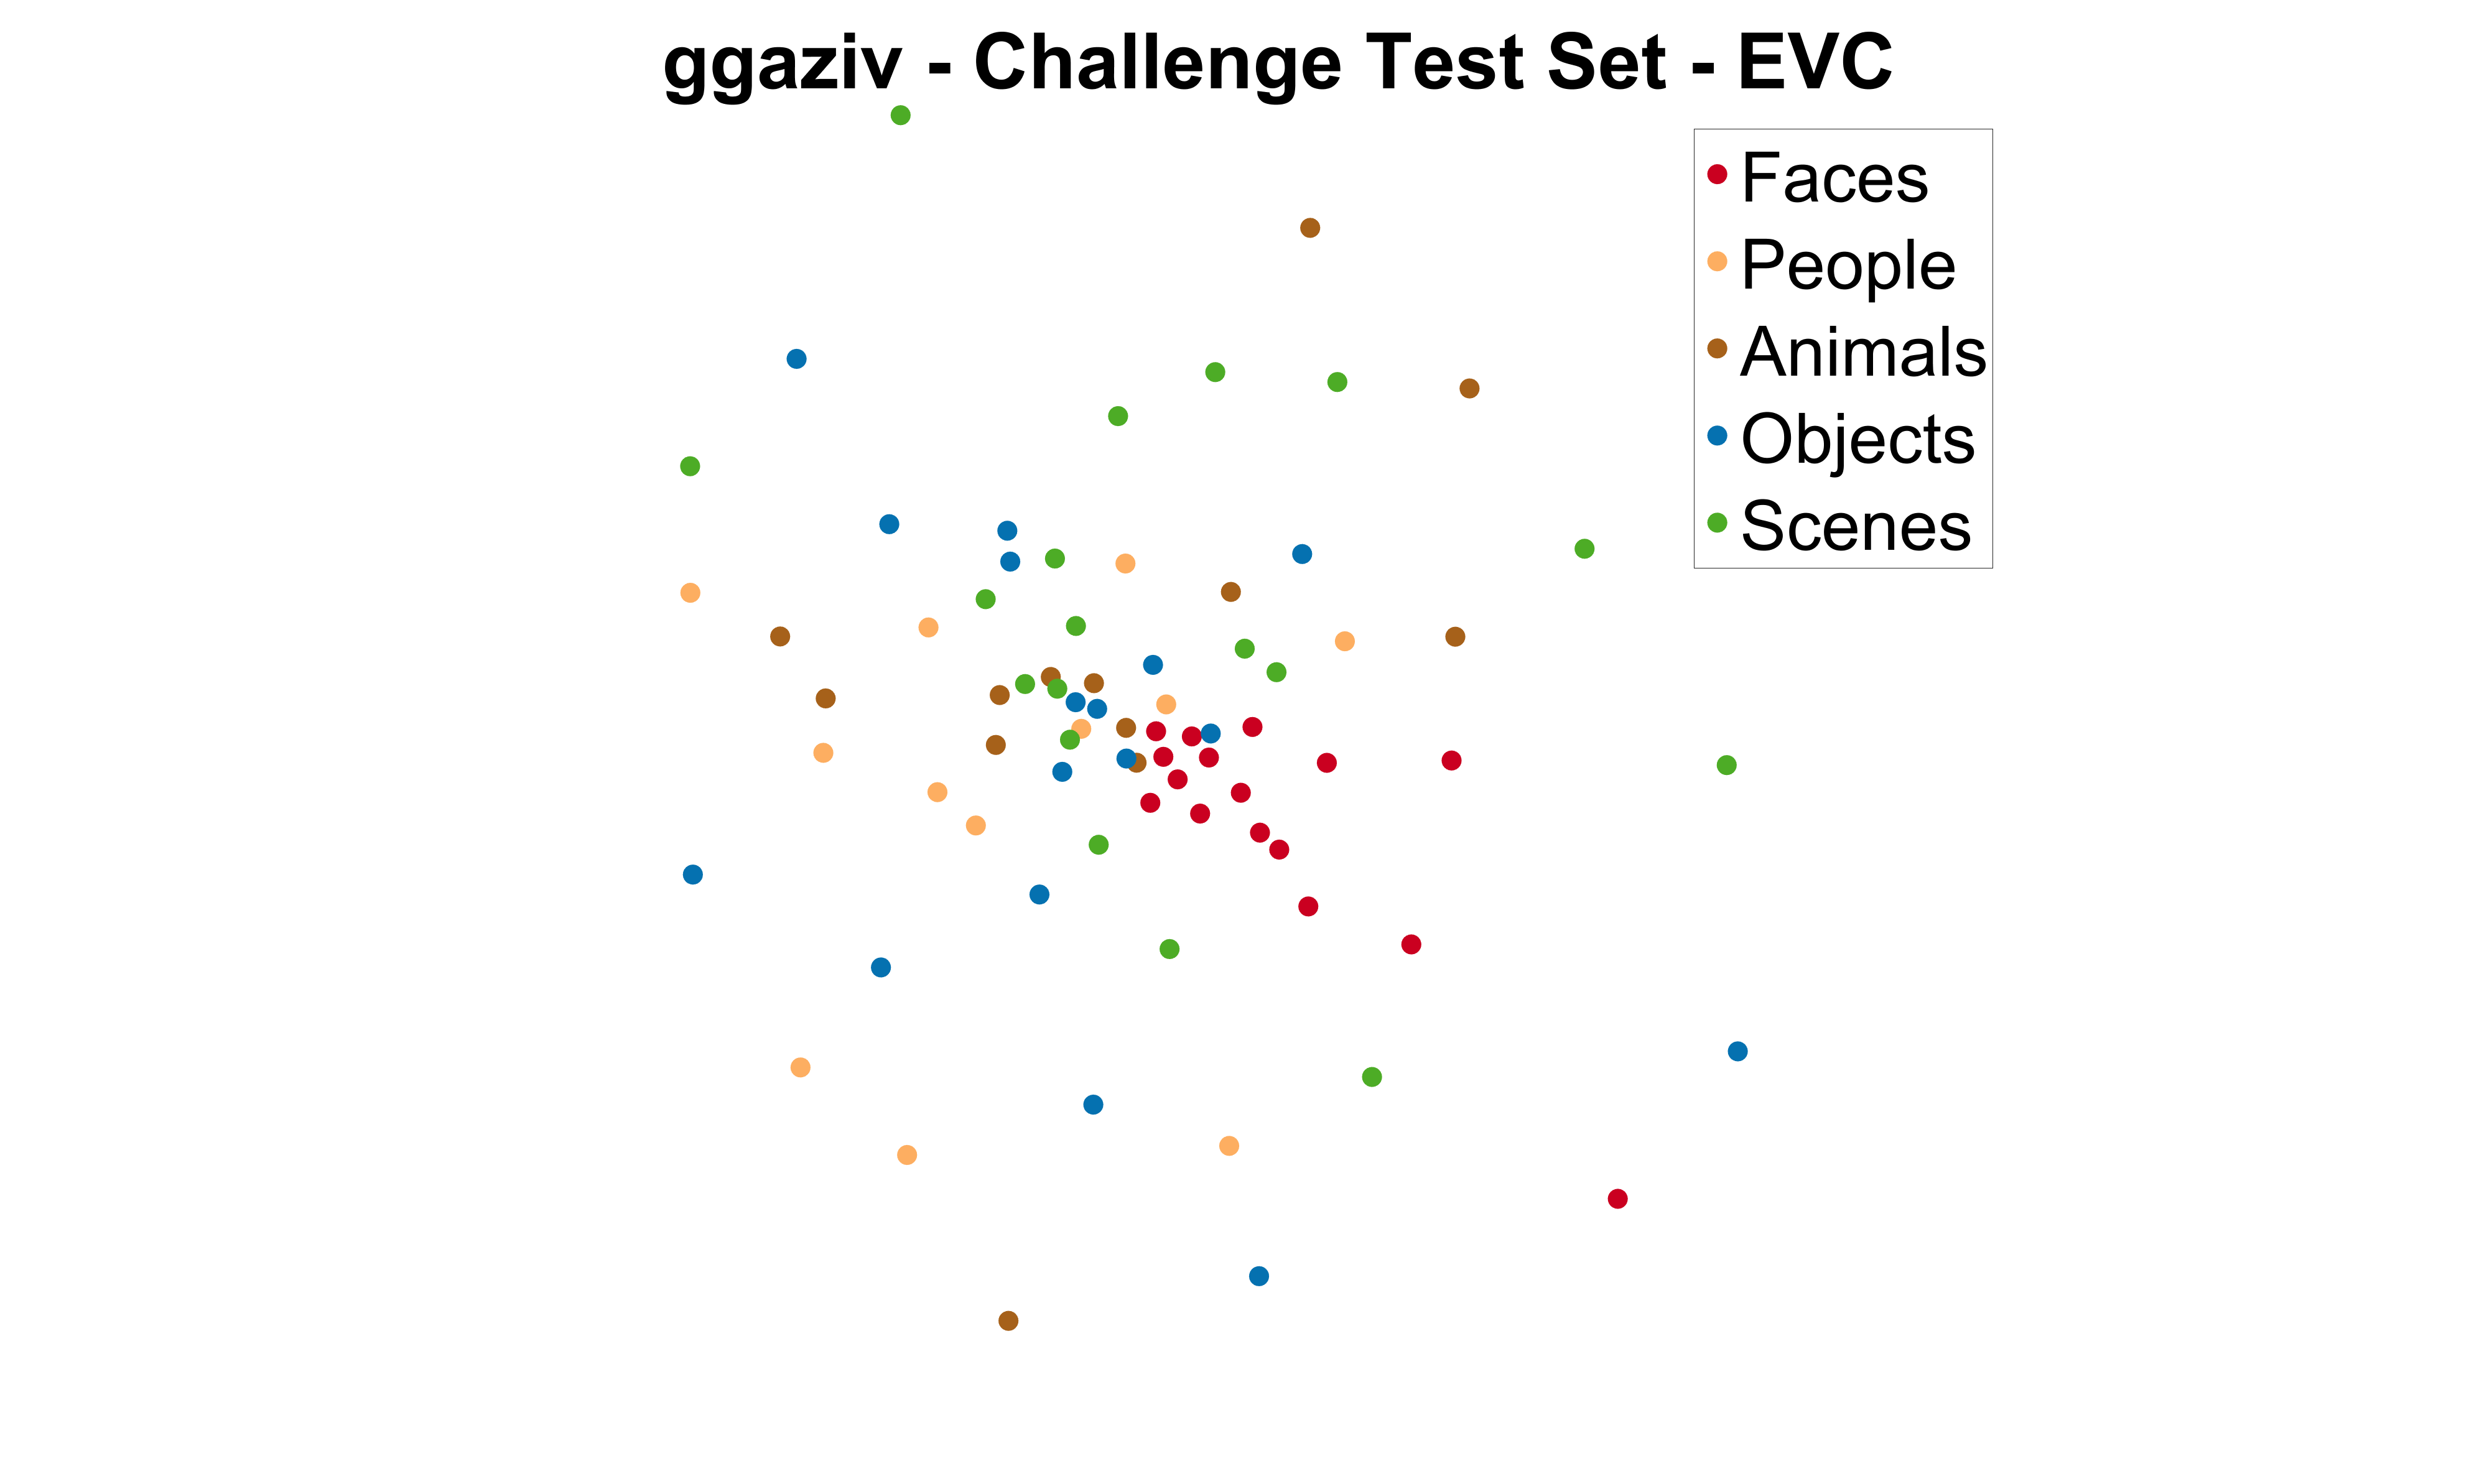 ggaziv - Challenge Test Set - EVC
Faces
People
Animals
Objects
Scenes